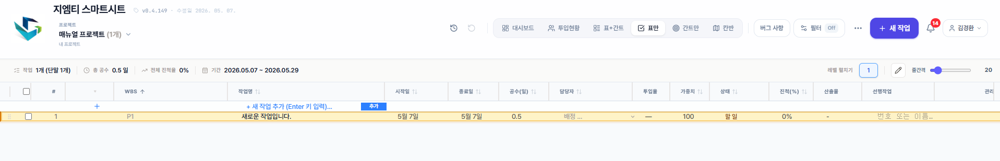 지엠티 스마트시트 v0.4.149 · 수정일 2026. 05. 07.
프로젝트
매뉴얼 프로젝트 (1개)
내 프로젝트
대시보드 투입현황 표+간트 표만 간트만 칸반 버그 사항 필터 Off ••• + 새 작업 14 김경환
작업 1개 (단말 1개) 총 공수 0.5 일 전체 진척율 0% 기간 2026.05.07 ~ 2026.05.29 레벨 펼치기 1 줄간격 20
# WBS ↑ 작업명 시작일 종료일 공수(일) 담당자 투입율 가중치 상태 진척(%) 산출물 선행작업 관리
+ + 새 작업 추가 (Enter 키 입력)... 추가
1 P1 새로운 작업입니다. 5월 7일 5월 7일 0.5 배정 ... — 100 할 일 0% - 번호 또는 이름…